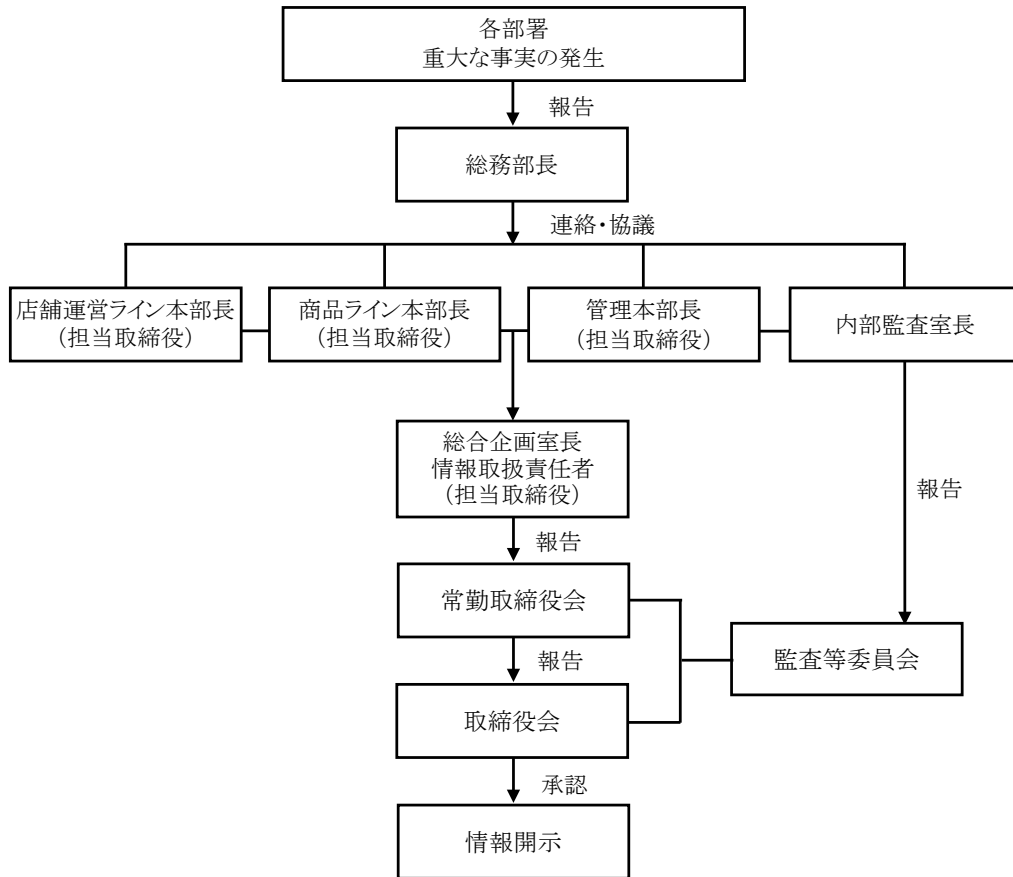 各部署
重大な事実の発生
報告
総務部長
連絡・協議
店舗運営ライン本部長
(担当取締役)
商品ライン本部長
(担当取締役)
管理本部長
(担当取締役)
内部監査室長
総合企画室長
情報取扱責任者
(担当取締役)
報告
報告
常勤取締役会
監査等委員会
報告
取締役会
承認
情報開示